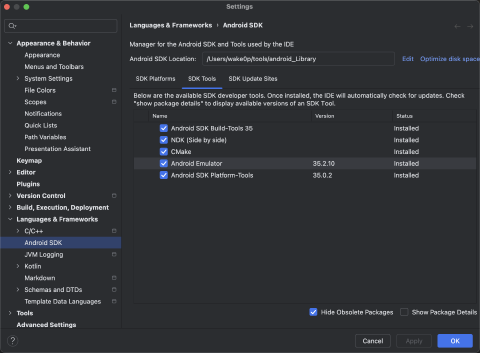 Settings
Appearance & Behavior
Appearance
Menus and Toolbars
System Settings
File Colors
Scopes
Notifications
Quick Lists
Path Variables
Presentation Assistant
Keymap
Editor
Plugins
Version Control
Build, Execution, Deployment
Languages & Frameworks
C/C++
Android SDK
JVM Logging
Kotlin
Markdown
Schemas and DTDs
Template Data Languages
Tools
Advanced Settings
?
Languages & Frameworks › Android SDK
Manager for the Android SDK and Tools used by the IDE
Android SDK Location: /Users/wake0p/tools/android_Library Edit Optimize disk space
SDK Platforms SDK Tools SDK Update Sites
Below are the available SDK developer tools. Once installed, the IDE will automatically check for updates. Check
"show package details" to display available versions of an SDK Tool.
Name Version Status
Android SDK Build-Tools 35 Installed
NDK (Side by side) Installed
CMake Installed
Android Emulator 35.2.10 Installed
Android SDK Platform-Tools 35.0.2 Installed
Hide Obsolete Packages Show Package Details
Cancel Apply OK